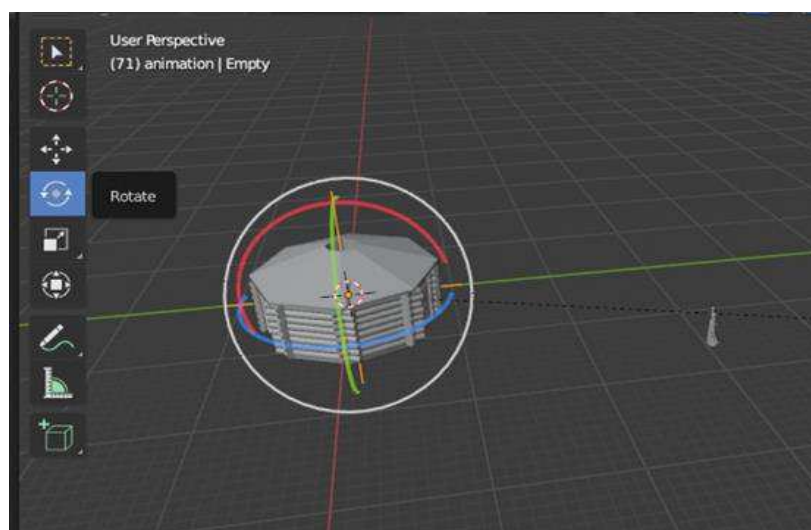 User Perspective
(71) animation | Empty
Rotate